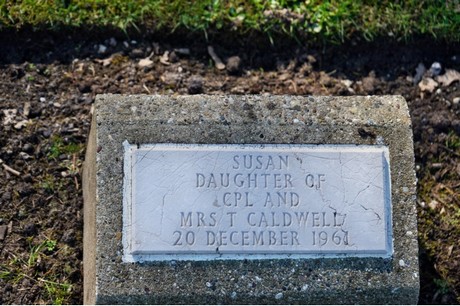 SUSAN
DAUGHTER OF
CPL AND
MRS T CALDWELL
20 DECEMBER 1961